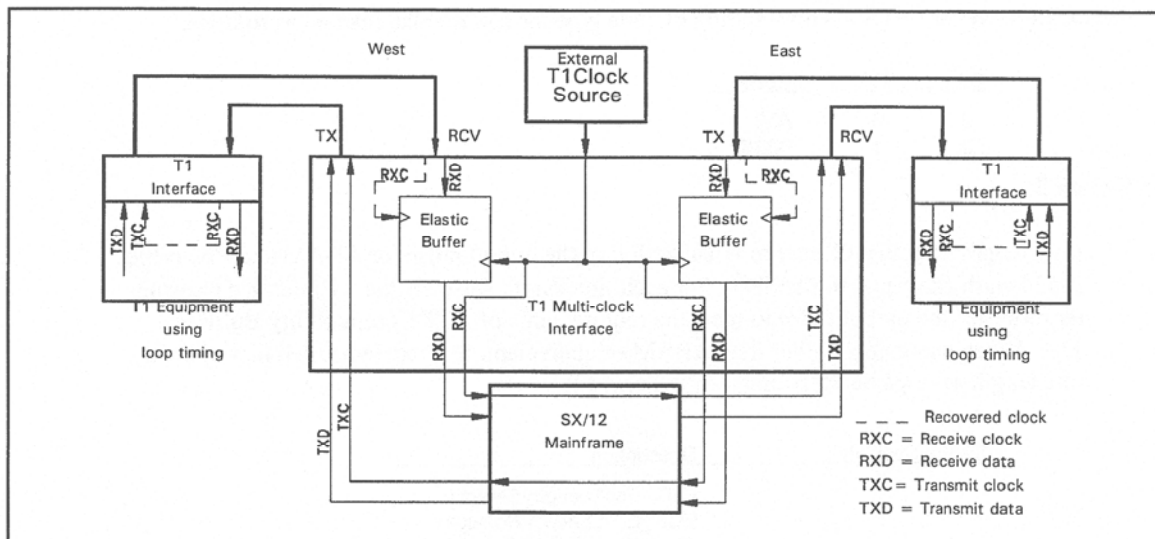 West
External
T1Clock
Source
East
TX
RCV
TX
RCV
T1
Interface
TXD
TXC
RXC
RXD
T1 Equipment
using
loop timing
RXC
RXD
Elastic
Buffer
RXD
RXC
Elastic
Buffer
T1 Multi-clock
Interface
RXD
RXC
RXC
RXD
TXC
TXD
T1
Interface
RXD
RXC
TXC
TXD
T1 Equipment
using
loop timing
TXD
TXC
SX/12
Mainframe
Recovered clock
RXC = Receive clock
RXD = Receive data
TXC= Transmit clock
TXD = Transmit data